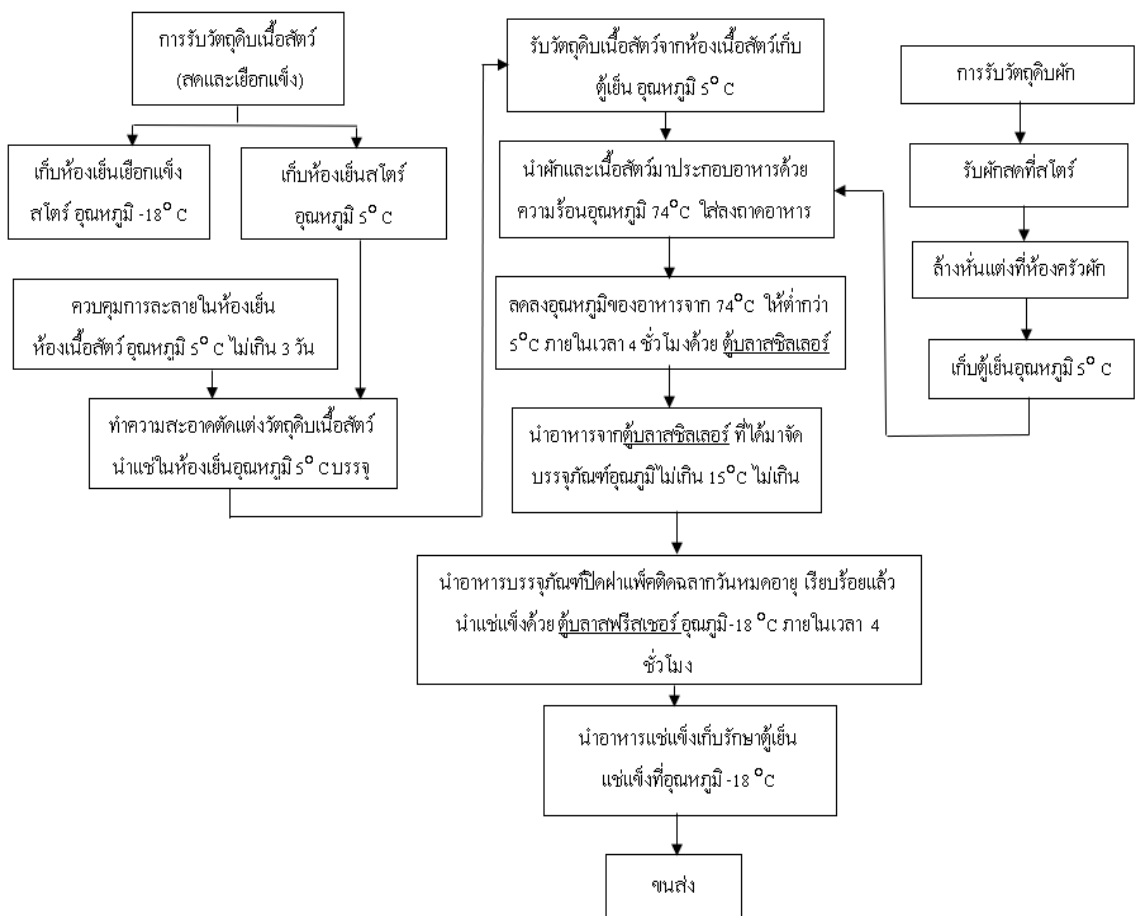 การรับวัตถุดิบเนื้อสัตว์
(สดและเยือกแข็ง)
เก็บห้องเย็นเยือกแข็ง
สโตร์ อุณหภูมิ -18° C
เก็บห้องเย็นสโตร์
อุณหภูมิ 5° C
ควบคุมการละลายในห้องเย็น
ห้องเนื้อสัตว์ อุณหภูมิ 5° C ไม่เกิน 3 วัน
ทำความสะอาดตัดแต่งวัตถุดิบเนื้อสัตว์
นำแช่ในห้องเย็นอุณหภูมิ 5° C บรรจุ
รับวัตถุดิบเนื้อสัตว์จากห้องเนื้อสัตว์เก็บ
ตู้เย็น อุณหภูมิ 5° C
นำผักและเนื้อสัตว์มาประกอบอาหารด้วย
ความร้อนอุณหภูมิ 74°C ใส่ลงถาดอาหาร
ลดลงอุณหภูมิของอาหารจาก 74°C ให้ต่ำกว่า
5°C ภายในเวลา 4 ชั่วโมงด้วย ตู้บลาสชิลเลอร์
นำอาหารจากตู้บลาสชิลเลอร์ ที่ได้มาจัด
บรรจุภัณฑ์อุณภูมิไม่เกิน 15°C ไม่เกิน
นำอาหารบรรจุภัณฑ์ปิดฝาแพ็คติดฉลากวันหมดอายุ เรียบร้อยแล้ว
นำแช่แข็งด้วย ตู้บลาสฟรีสเซอร์ อุณภูมิ-18 °C ภายในเวลา 4
ชั่วโมง
นำอาหารแช่แข็งเก็บรักษาตู้เย็น
แช่แข็งที่อุณหภูมิ -18 °C
ขนส่ง
การรับวัตถุดิบผัก
รับผักสดที่สโตร์
ล้างหั่นแต่งที่ห้องครัวผัก
เก็บตู้เย็นอุณหภูมิ 5° C